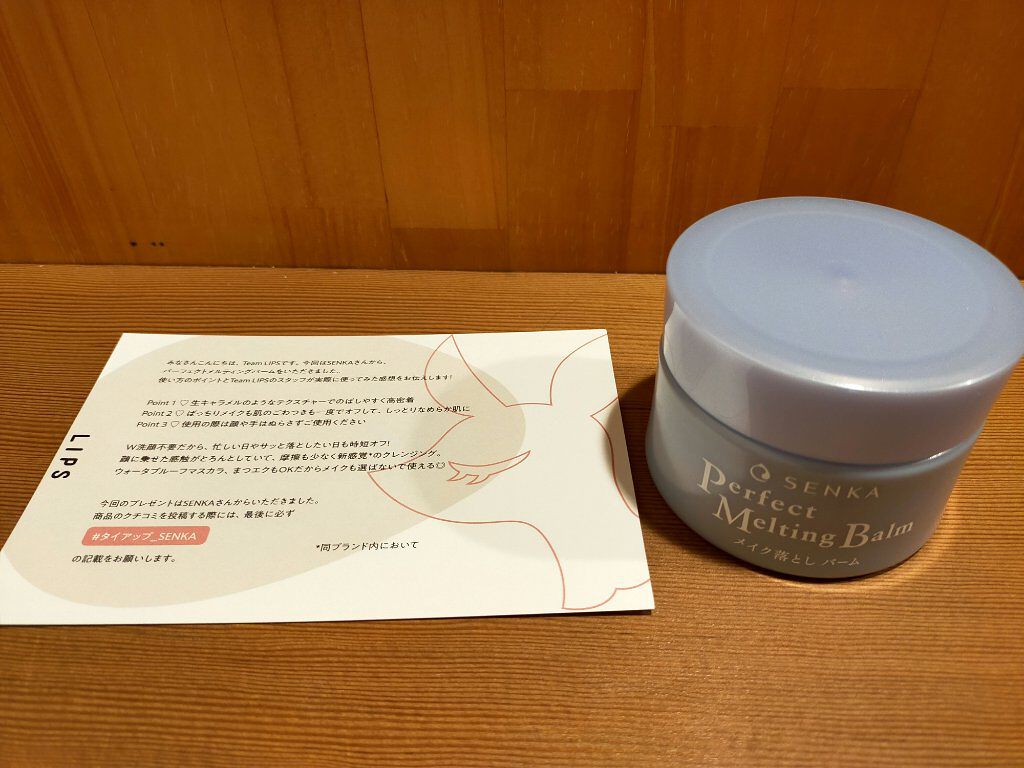 みなさんこんにちは、Team LIPSです。今回はSENKAさんから、
パーフェクトメルティングバームをいただきました。
使い方のポイントとTeam LIPSのスタッフが実際に使ってみた感想をお伝えします!
Point 1 ♡ 生キャラメルのようなテクスチャーでのばしやすく高密着
Point 2 ♡ ばっちりメイクも肌のごわつきも一度でオフして、しっとりなめらか肌に
Point 3 ♡ 使用の際は顔や手はぬらさずご使用ください
W洗顔不要だから、忙しい日やサッと落としたい日も時短オフ!
顔に乗せた感触がとろんとしていて、摩擦も少なく新感覚*のクレンジング。
ウォータプルーフマスカラ、まつエクもOKだからメイクも選ばないで使える◎
今回のプレゼントはSENKAさんからいただきました。
商品のクチコミを投稿する際には、最後に必ず
#タイアップ_SENKA
の記載をお願いします。
*同ブランド内において
LIPS
SENKA
Perfect
Melting Balm
メイク落とし バーム